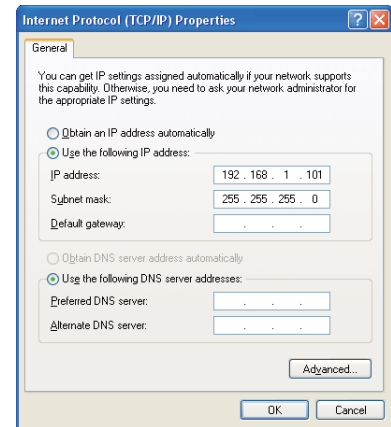 Internet Protocol (TCP/IP) Properties
General
You can get IP settings assigned automatically if your network supports
this capability. Otherwise, you need to ask your network administrator for
the appropriate IP settings.
Obtain an IP address automatically
Use the following IP address:
IP address: 192 . 168 . 1 . 101
Subnet mask: 255 . 255 . 255 . 0
Default gateway: . . .
Obtain DNS server address automatically
Use the following DNS server addresses:
Preferred DNS server: . . .
Alternate DNS server: . . .
Advanced...
OK Cancel